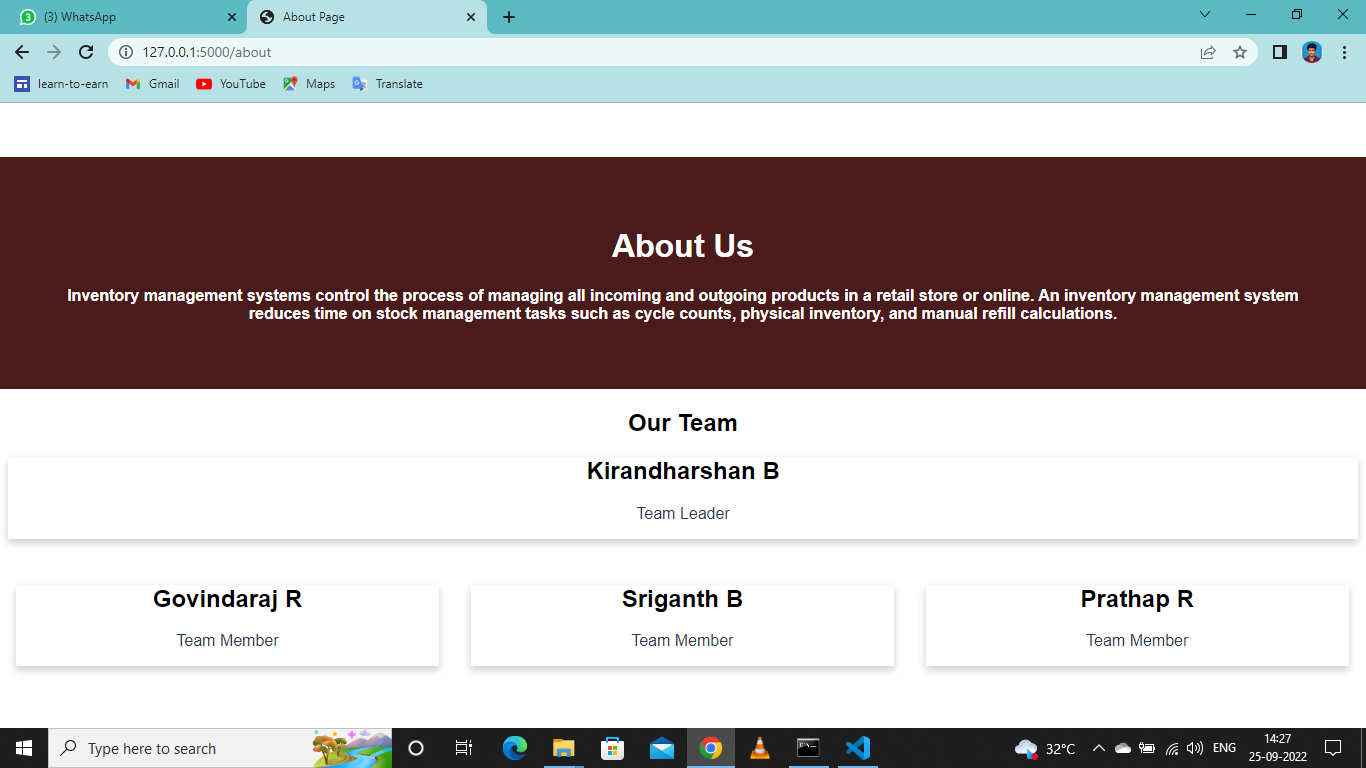 (3) WhatsApp
About Page
127.0.0.1:5000/about
learn-to-earn
Gmail
YouTube
Maps
Translate
About Us
Inventory management systems control the process of managing all incoming and outgoing products in a retail store or online. An inventory management system
reduces time on stock management tasks such as cycle counts, physical inventory, and manual refill calculations.
Our Team
Kirandharshan B
Team Leader
Govindaraj R
Team Member
Sriganth B
Team Member
Prathap R
Team Member
Type here to search
32°C
ENG
14:27
25-09-2022